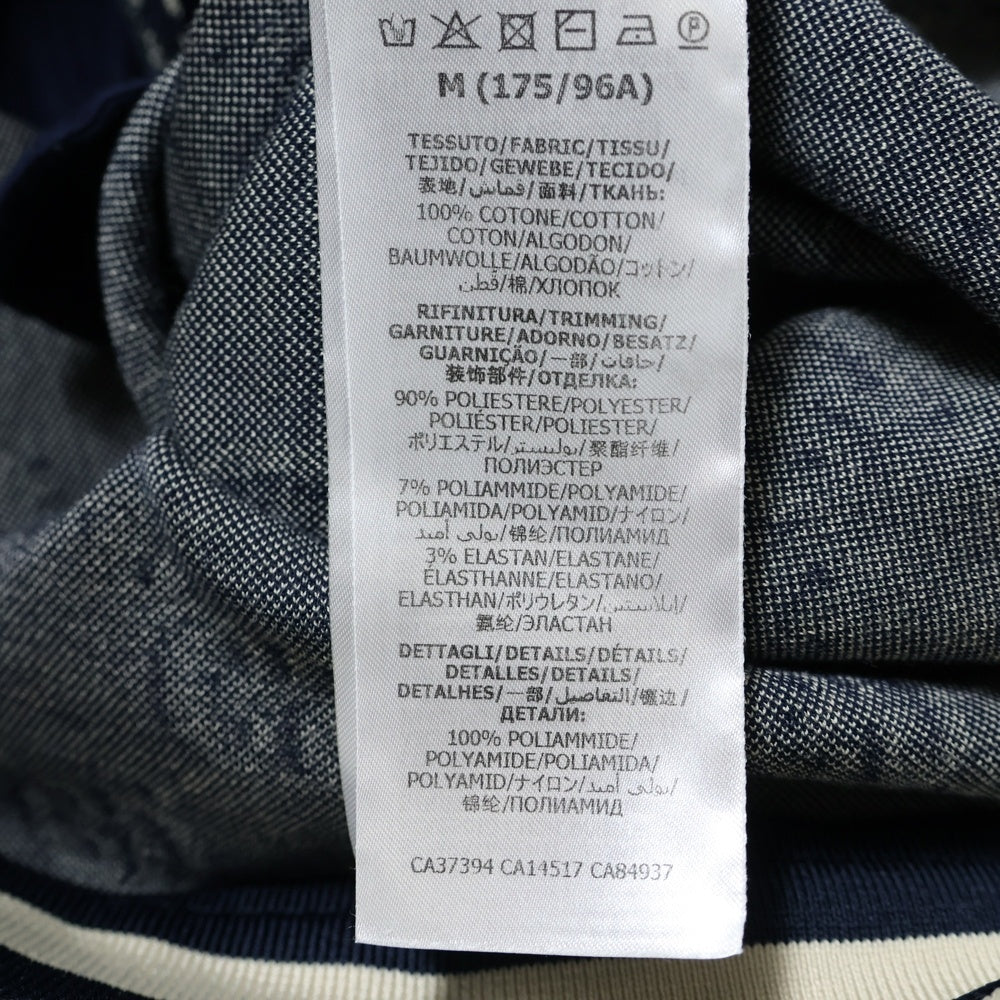 M (175/96A)
TESSUTO/FABRIC/TISSU/
TEJIDO/GEWEBE/TECIDO/
表地/قماش/面料/ТКАНЬ:
100% COTONE/COTTON/
COTON/ALGODON/
BAUMWOLLE/ALGODÃO/コットン/
قطن/棉/ХЛОПОК
RIFINITURA/TRIMMING/
GARNITURE/ADORNO/BESATZ/
GUARNIÇÃO/一部/حافات/
装饰部件/ОТДЕЛКА:
90% POLIESTERE/POLYESTER/
POLIÉSTER/POLIESTER/
ポリエステル/بوليستر/聚酯纤维/
ПОЛИЭСТЕР
7% POLIAMMIDE/POLYAMIDE/
POLIAMIDA/POLYAMID/ナイロン/
بولي أميد/锦纶/ПОЛИАМИД
3% ELASTAN/ELASTANE/
ÉLASTHANNE/ELASTANO/
ELASTHAN/ポリウレタン/إيلاستين/
氨纶/ЭЛАСТАН
DETTAGLI/DETAILS/DÉTAILS/
DETALLES/DETAILS/
DETALHES/一部/التفاصيل/镶边/
ДЕТАЛИ:
100% POLIAMMIDE/
POLYAMIDE/POLIAMIDA/
POLYAMID/ナイロン/بولي أميد/
锦纶/ПОЛИАМИД
CA37394 CA14517 CA84937